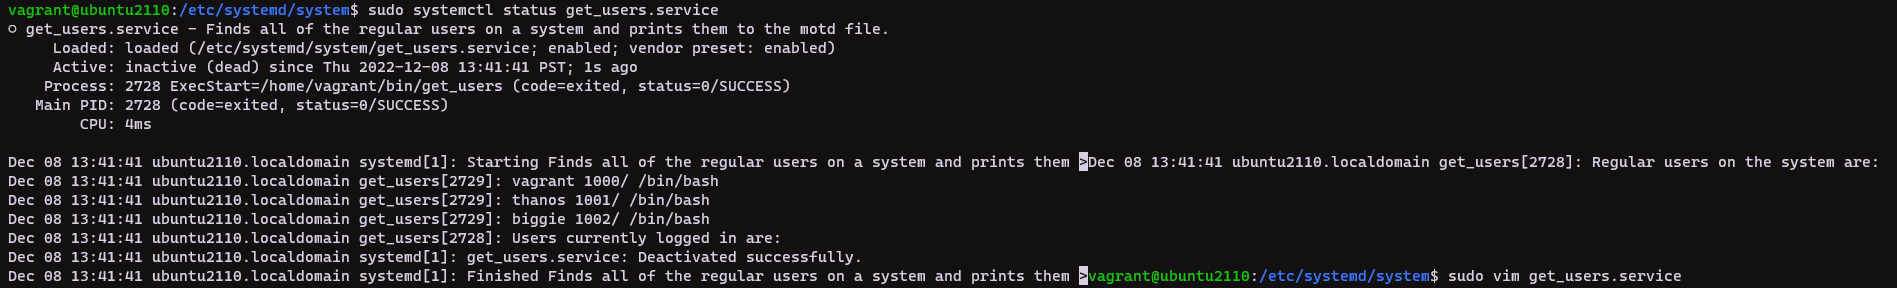 vagrant@ubuntu2110:/etc/systemd/system$ sudo systemctl status get_users.service
○ get_users.service - Finds all of the regular users on a system and prints them to the motd file.
     Loaded: loaded (/etc/systemd/system/get_users.service; enabled; vendor preset: enabled)
     Active: inactive (dead) since Thu 2022-12-08 13:41:41 PST; 1s ago
    Process: 2728 ExecStart=/home/vagrant/bin/get_users (code=exited, status=0/SUCCESS)
   Main PID: 2728 (code=exited, status=0/SUCCESS)
        CPU: 4ms

Dec 08 13:41:41 ubuntu2110.localdomain systemd[1]: Starting Finds all of the regular users on a system and prints them >Dec 08 13:41:41 ubuntu2110.localdomain get_users[2728]: Regular users on the system are:
Dec 08 13:41:41 ubuntu2110.localdomain get_users[2729]: vagrant 1000/ /bin/bash
Dec 08 13:41:41 ubuntu2110.localdomain get_users[2729]: thanos 1001/ /bin/bash
Dec 08 13:41:41 ubuntu2110.localdomain get_users[2729]: biggie 1002/ /bin/bash
Dec 08 13:41:41 ubuntu2110.localdomain get_users[2728]: Users currently logged in are:
Dec 08 13:41:41 ubuntu2110.localdomain systemd[1]: get_users.service: Deactivated successfully.
Dec 08 13:41:41 ubuntu2110.localdomain systemd[1]: Finished Finds all of the regular users on a system and prints them >vagrant@ubuntu2110:/etc/systemd/system$ sudo vim get_users.service